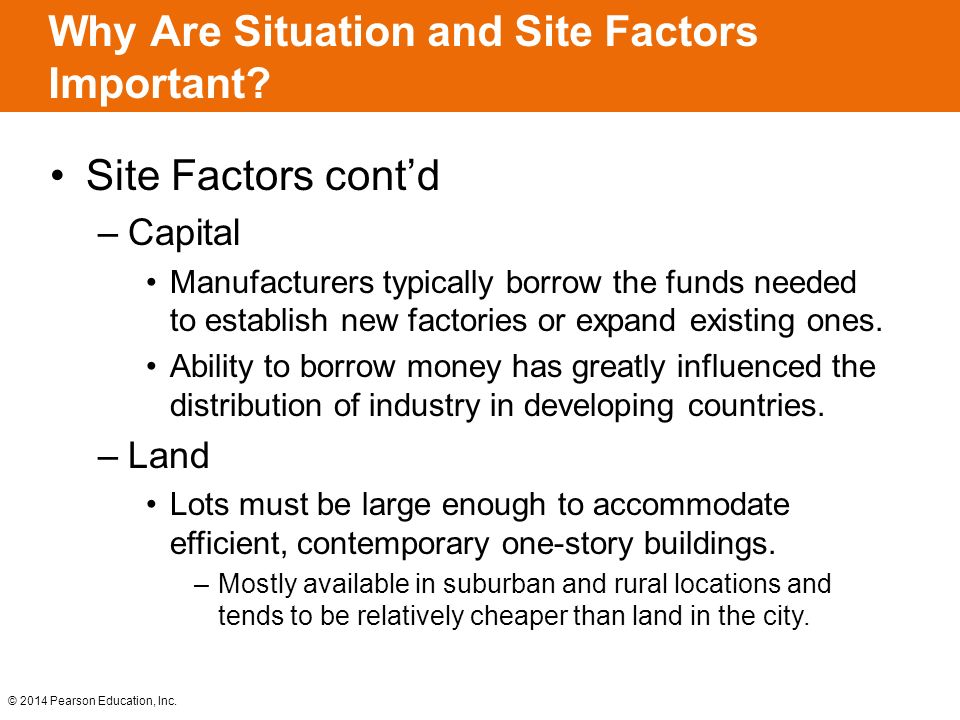 Why Are Situation and Site Factors
Important?
• Site Factors cont’d
– Capital
• Manufacturers typically borrow the funds needed
to establish new factories or expand existing ones.
• Ability to borrow money has greatly influenced the
distribution of industry in developing countries.
– Land
• Lots must be large enough to accommodate
efficient, contemporary one-story buildings.
– Mostly available in suburban and rural locations and
tends to be relatively cheaper than land in the city.
© 2014 Pearson Education, Inc.